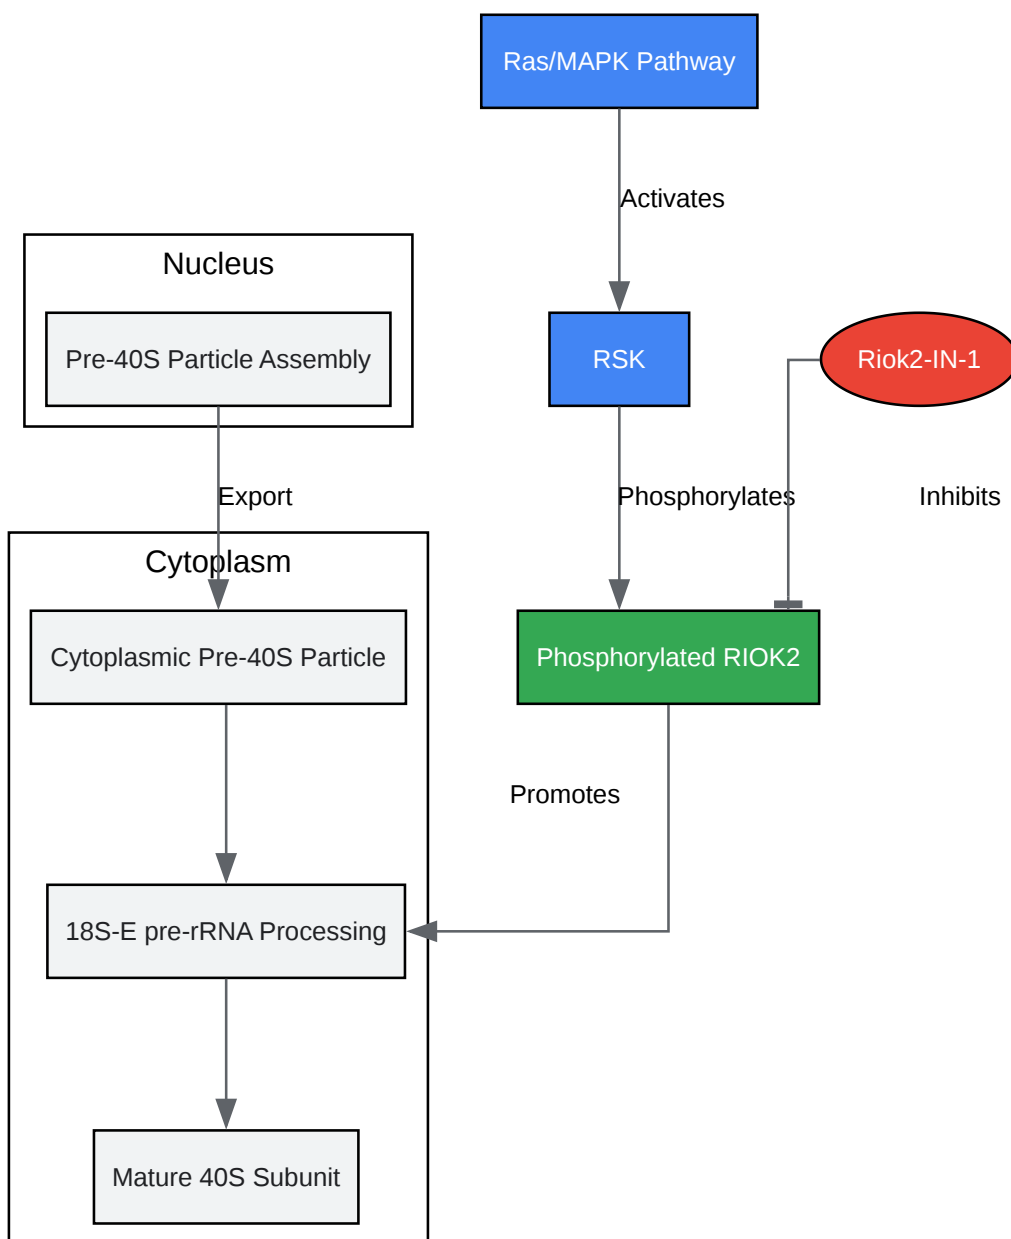 Ras/MAPK Pathway
Activates
Nucleus
Pre-40S Particle Assembly
RSK
Riok2-IN-1
Export
Phosphorylates
Inhibits
Cytoplasm
Cytoplasmic Pre-40S Particle
Phosphorylated RIOK2
Promotes
18S-E pre-rRNA Processing
Mature 40S Subunit